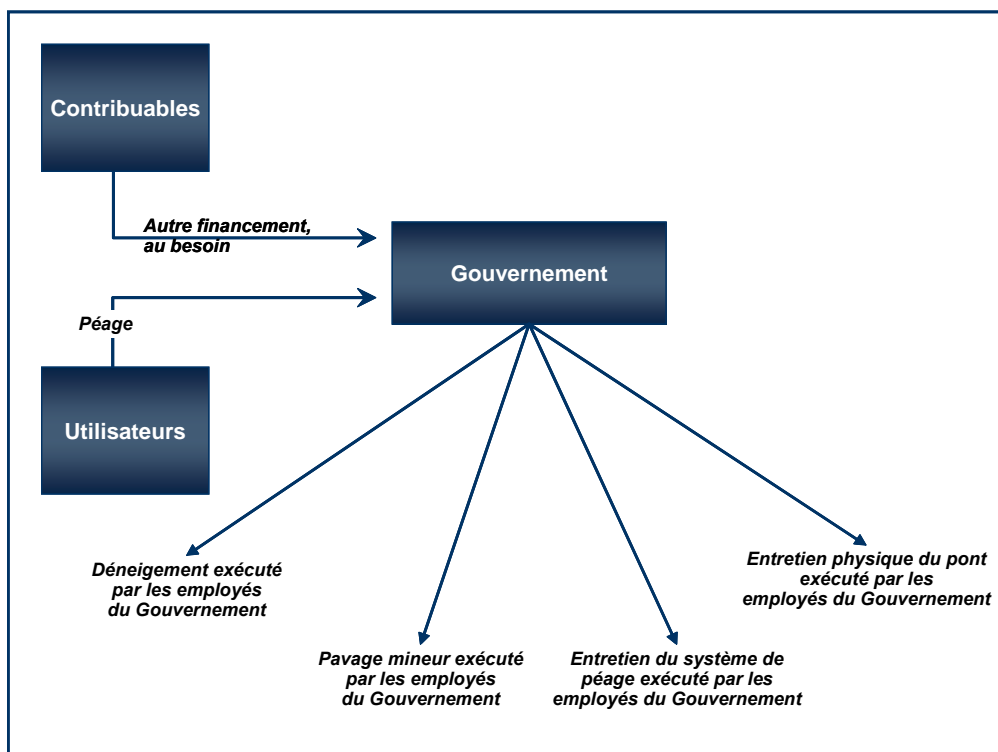 Contribuables
Autre financement,
au besoin
Gouvernement
Péage
Utilisateurs
Déneigement exécuté
par les employés
du Gouvernement
Pavage mineur exécuté
par les employés
du Gouvernement
Entretien du système de
péage exécuté par les
employés du Gouvernement
Entretien physique du pont
exécuté par les
employés du Gouvernement